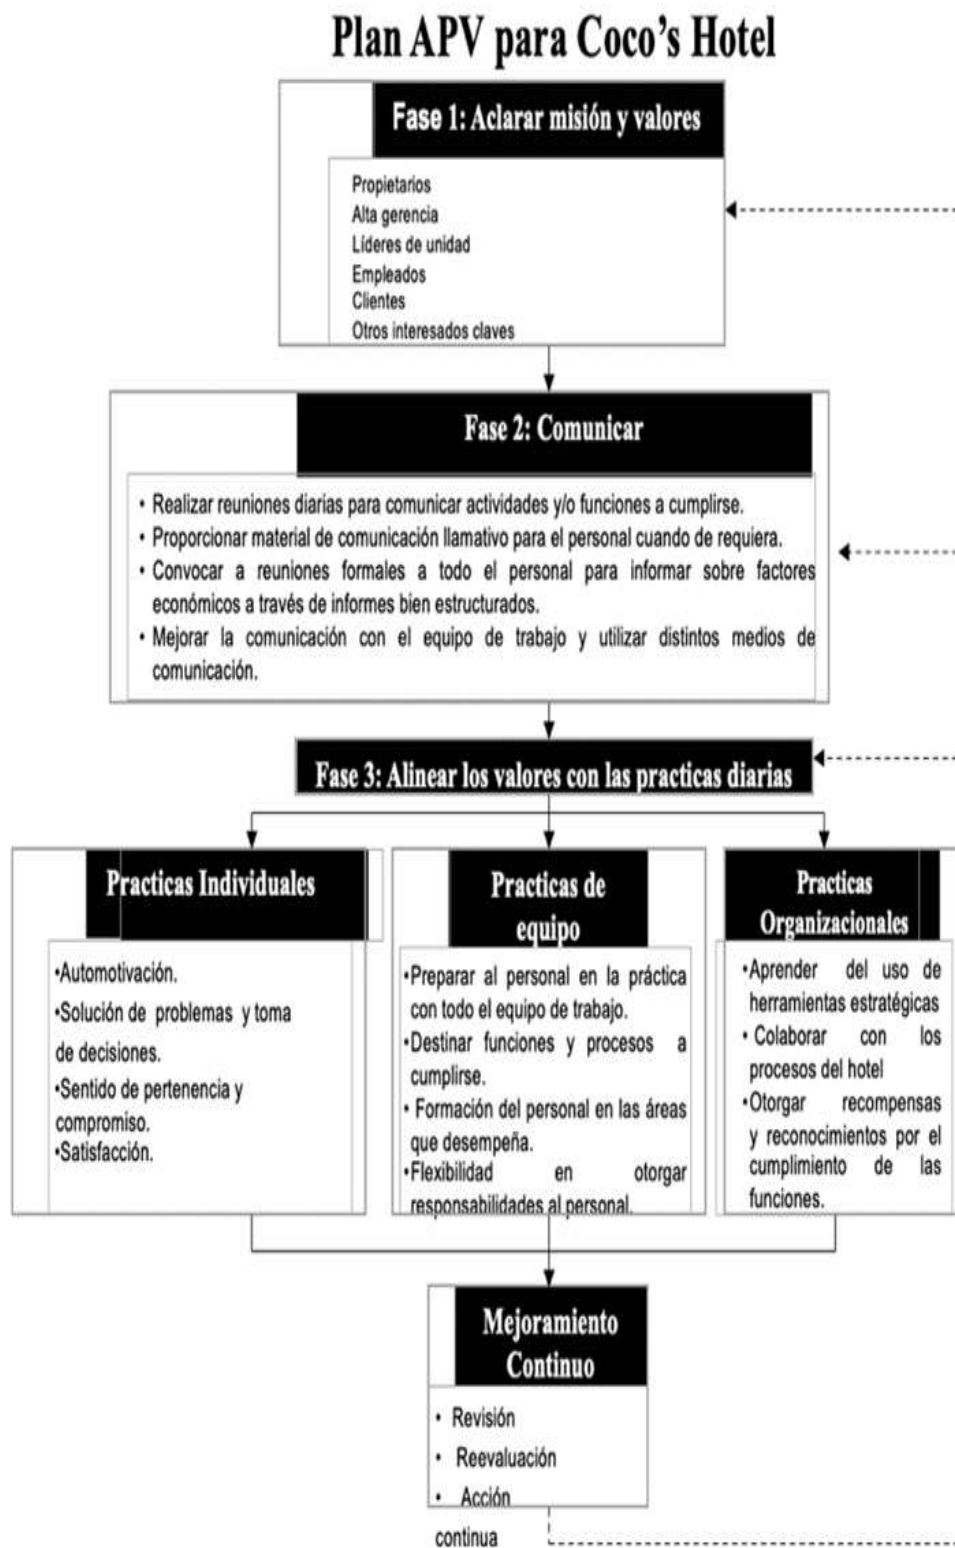 Plan APV para Coco's Hotel
Fase 1: Aclarar misión y valores
Propietarios
Alta gerencia
Líderes de unidad
Empleados
Clientes
Otros interesados claves
Fase 2: Comunicar
• Realizar reuniones diarias para comunicar actividades y/o funciones a cumplirse.
• Proporcionar material de comunicación llamativo para el personal cuando de requiera.
• Convocar a reuniones formales a todo el personal para informar sobre factores
económicos a través de informes bien estructurados.
• Mejorar la comunicación con el equipo de trabajo y utilizar distintos medios de
comunicación.
Fase 3: Alinear los valores con las practicas diarias
Practicas Individuales
•Automotivación.
•Solución de problemas y toma
de decisiones.
•Sentido de pertenencia y
compromiso.
•Satisfacción.
Practicas de
equipo
•Preparar al personal en la práctica
con todo el equipo de trabajo.
•Destinar funciones y procesos a
cumplirse.
• Formación del personal en las áreas
que desempeña.
•Flexibilidad en otorgar
responsabilidades al personal.
Practicas
Organizacionales
•Aprender del uso de
herramientas estratégicas
• Colaborar con los
procesos del hotel
•Otorgar recompensas
y reconocimientos por el
cumplimiento de las
funciones.
Mejoramiento
Continuo
• Revisión
• Reevaluación
• Acción
continua